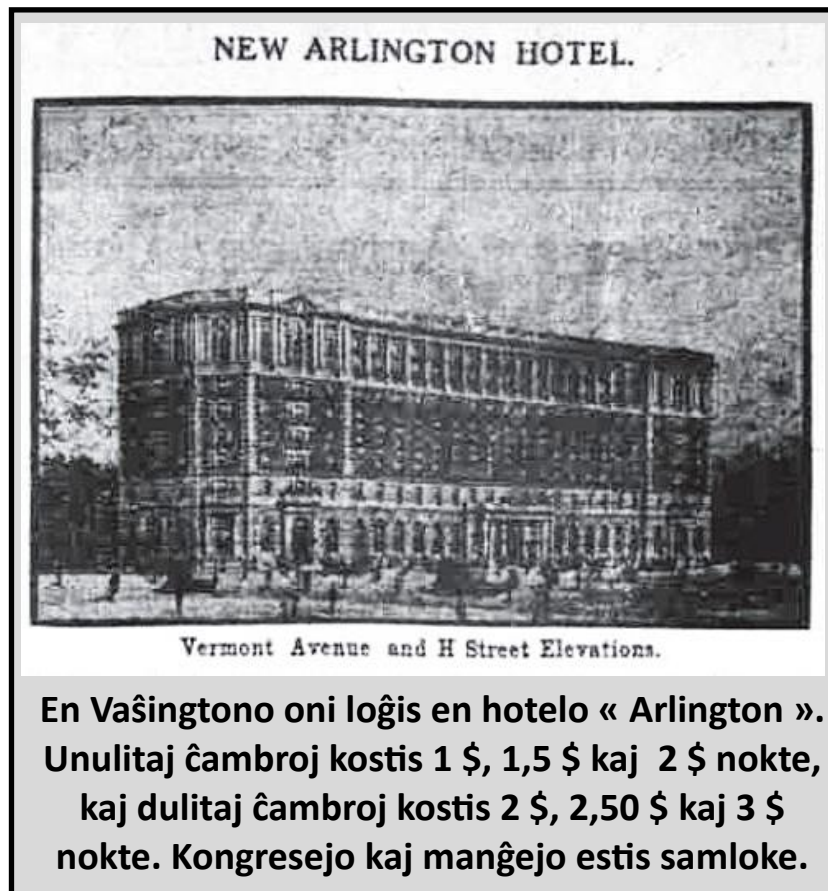 NEW ARLINGTON HOTEL.
Vermont Avenue and H Street Elevations.
En Vaŝingtono oni loĝis en hotelo « Arlington ».
Unulitaj ĉambroj kostis 1 $, 1,5 $ kaj 2 $ nokte,
kaj dulitaj ĉambroj kostis 2 $, 2,50 $ kaj 3 $
nokte. Kongresejo kaj manĝejo estis samloke.